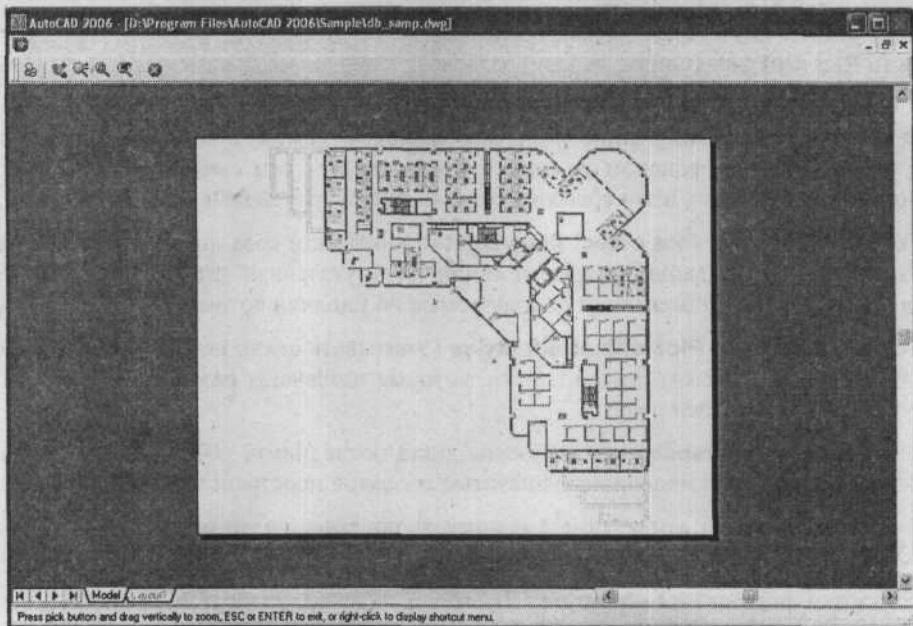 AutoCAD 2006 - [D:\Program Files\AutoCAD 2006\Sample\db_samp.dwg]
Model
Layout1
Press pick button and drag vertically to zoom, ESC or ENTER to exit, or right-click to display shortcut menu.